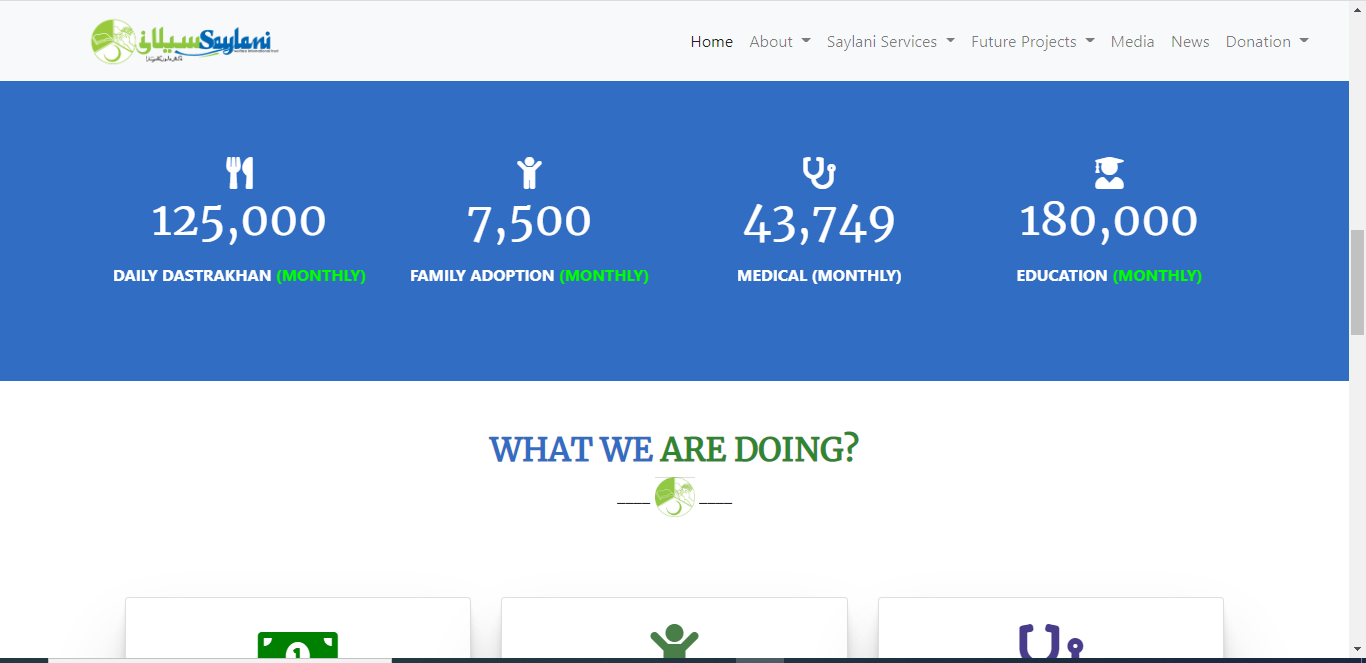 سیلانی Saylani
Home About Saylani Services Future Projects Media News Donation
125,000 7,500 43,749 180,000
DAILY DASTRAKHAN (MONTHLY) FAMILY ADOPTION (MONTHLY) MEDICAL (MONTHLY) EDUCATION (MONTHLY)
WHAT WE ARE DOING?
1